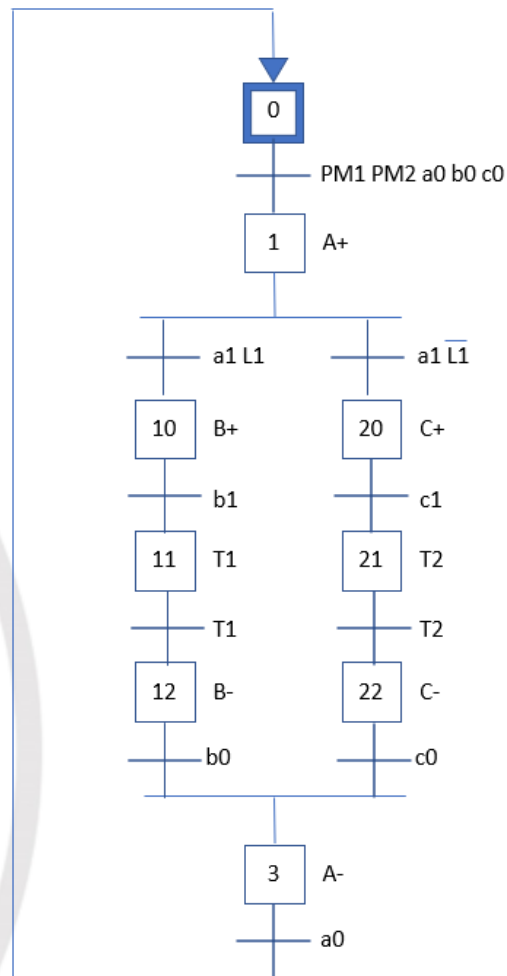 0
PM1 PM2 a0 b0 c0
1 A+
a1 L1 a1 L̅1̅
10 B+ 20 C+
b1 c1
11 T1 21 T2
T1 T2
12 B- 22 C-
b0 c0
3 A-
a0